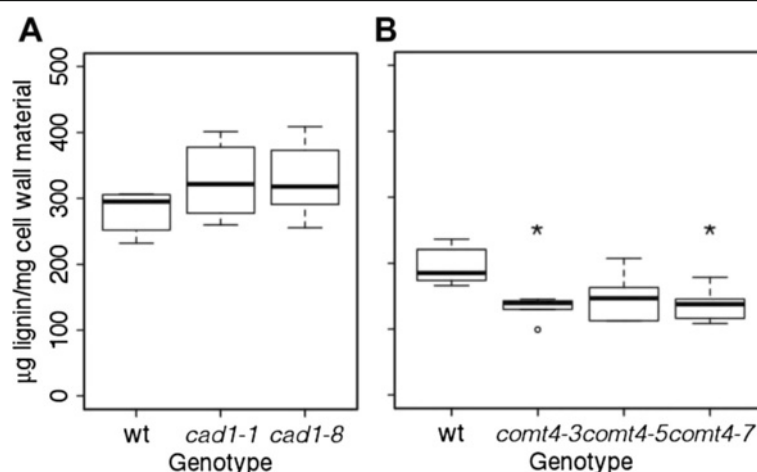 A
B
μg lignin/mg cell wall material
500
400
300
200
100
0
wt cad1-1 cad1-8
Genotype
* *
wt comt4-3 comt4-5 comt4-7
Genotype